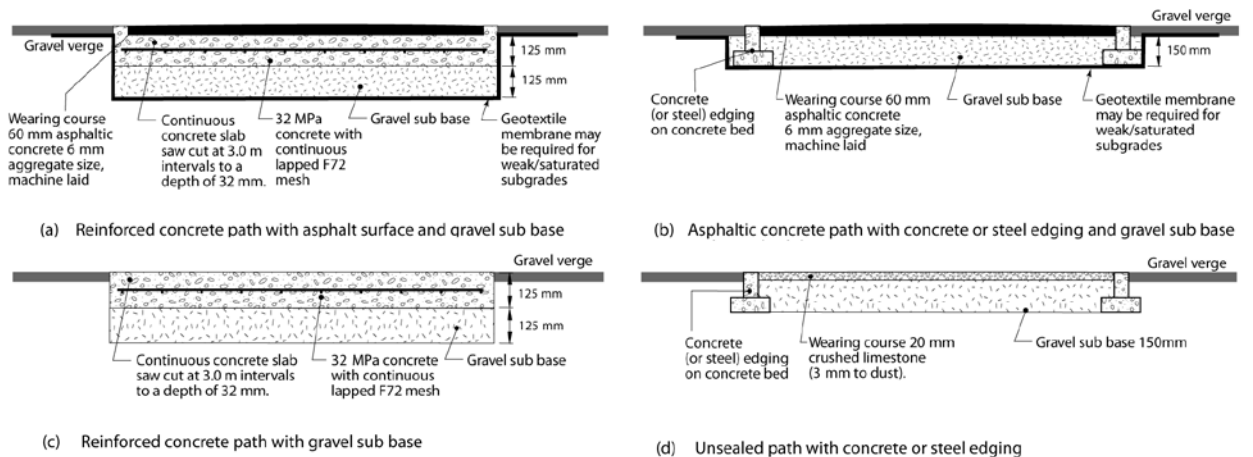 Gravel verge
125 mm
125 mm
Wearing course
60 mm asphaltic
concrete 6 mm
aggregate size,
machine laid
Continuous
concrete slab
saw cut at 3.0 m
intervals to a
depth of 32 mm.
32 MPa
concrete with
continuous
lapped F72
mesh
Gravel sub base
Geotextile
membrane may
be required for
weak/saturated
subgrades
(a) Reinforced concrete path with asphalt surface and gravel sub base
Gravel verge
150 mm
Concrete
(or steel) edging
on concrete bed
Wearing course 60 mm
asphaltic concrete
6 mm aggregate size,
machine laid
Gravel sub base
Geotextile membrane
may be required for
weak/saturated
subgrades
(b) Asphaltic concrete path with concrete or steel edging and gravel sub base
Gravel verge
125 mm
125 mm
Continuous concrete slab
saw cut at 3.0 m intervals
to a depth of 32 mm.
32 MPa concrete
with continuous
lapped F72 mesh
Gravel sub base
(c) Reinforced concrete path with gravel sub base
Gravel verge
Concrete
(or steel) edging
on concrete bed
Wearing course 20 mm
crushed limestone
(3 mm to dust).
Gravel sub base 150mm
(d) Unsealed path with concrete or steel edging